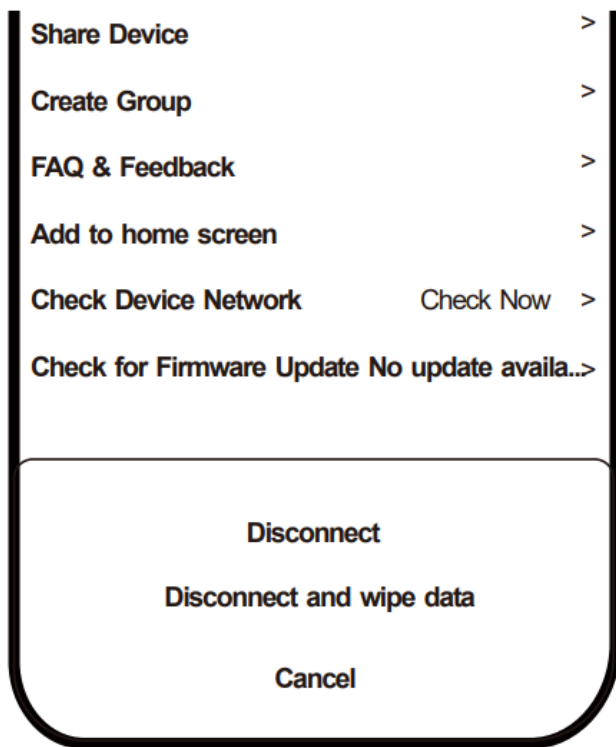 Share Device >
Create Group >
FAQ & Feedback >
Add to home screen >
Check Device Network Check Now >
Check for Firmware Update No update availa...>
Disconnect
Disconnect and wipe data
Cancel